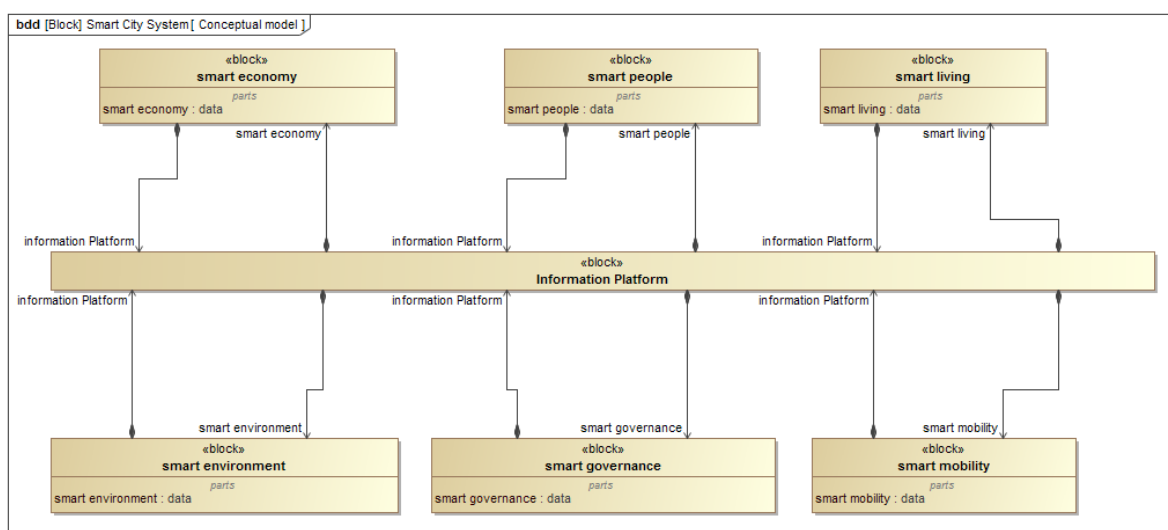 bdd [Block] Smart City System [ Conceptual model ]
«block»
smart economy
parts
smart economy : data
«block»
smart people
parts
smart people : data
«block»
smart living
parts
smart living : data
smart economy
smart people
smart living
information Platform
information Platform
information Platform
«block»
Information Platform
information Platform
information Platform
information Platform
smart environment
smart governance
smart mobility
«block»
smart environment
parts
smart environment : data
«block»
smart governance
parts
smart governance : data
«block»
smart mobility
parts
smart mobility : data